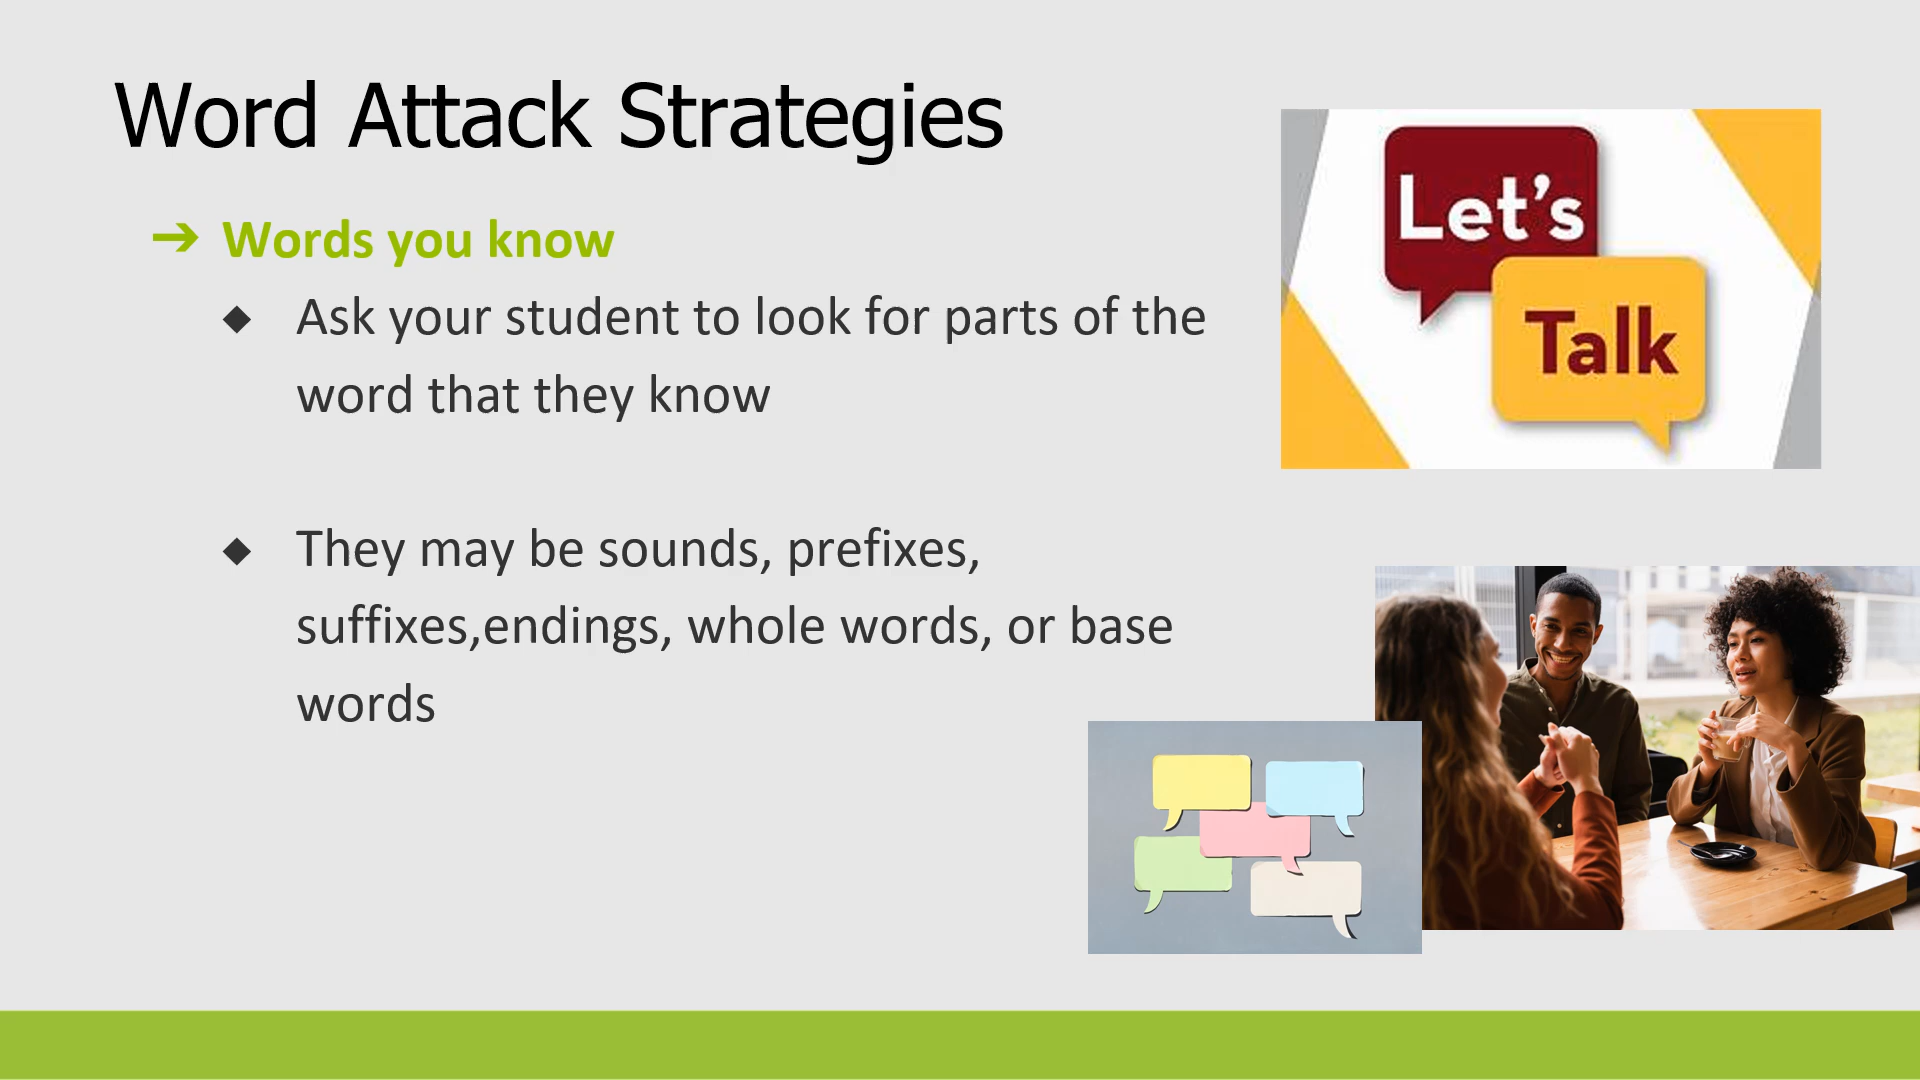 Word Attack Strategies
➔ Words you know
◆ Ask your student to look for parts of the
word that they know
◆ They may be sounds, prefixes,
suffixes,endings, whole words, or base
words
Let’s
Talk